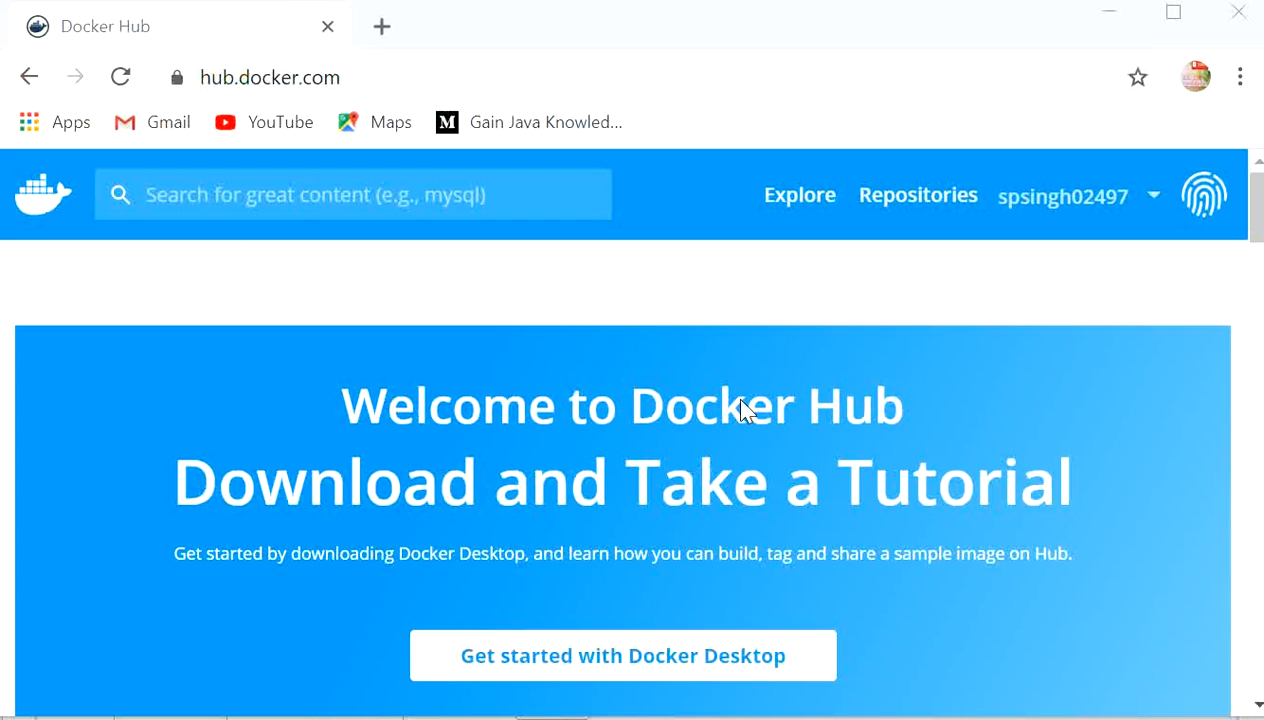 Docker Hub
hub.docker.com
Apps Gmail YouTube Maps M Gain Java Knowled...
Search for great content (e.g., mysql) Explore Repositories spsingh02497
Welcome to Docker Hub
Download and Take a Tutorial
Get started by downloading Docker Desktop, and learn how you can build, tag and share a sample image on Hub.
Get started with Docker Desktop